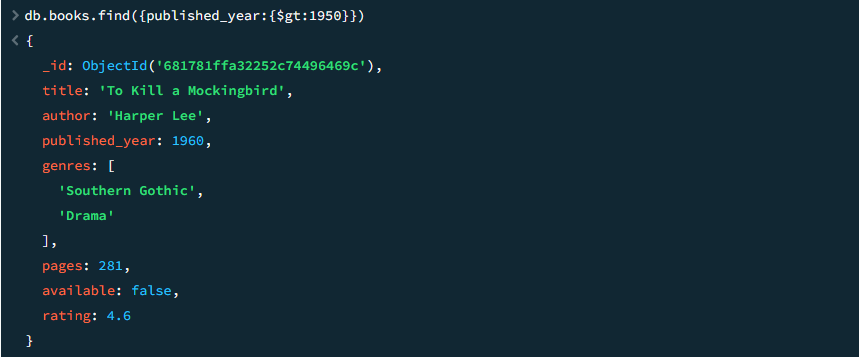 > db.books.find({published_year:{$gt:1950}})
< {
_id: ObjectId('681781ffa32252c74496469c'),
title: 'To Kill a Mockingbird',
author: 'Harper Lee',
published_year: 1960,
genres: [
'Southern Gothic',
'Drama'
],
pages: 281,
available: false,
rating: 4.6
}